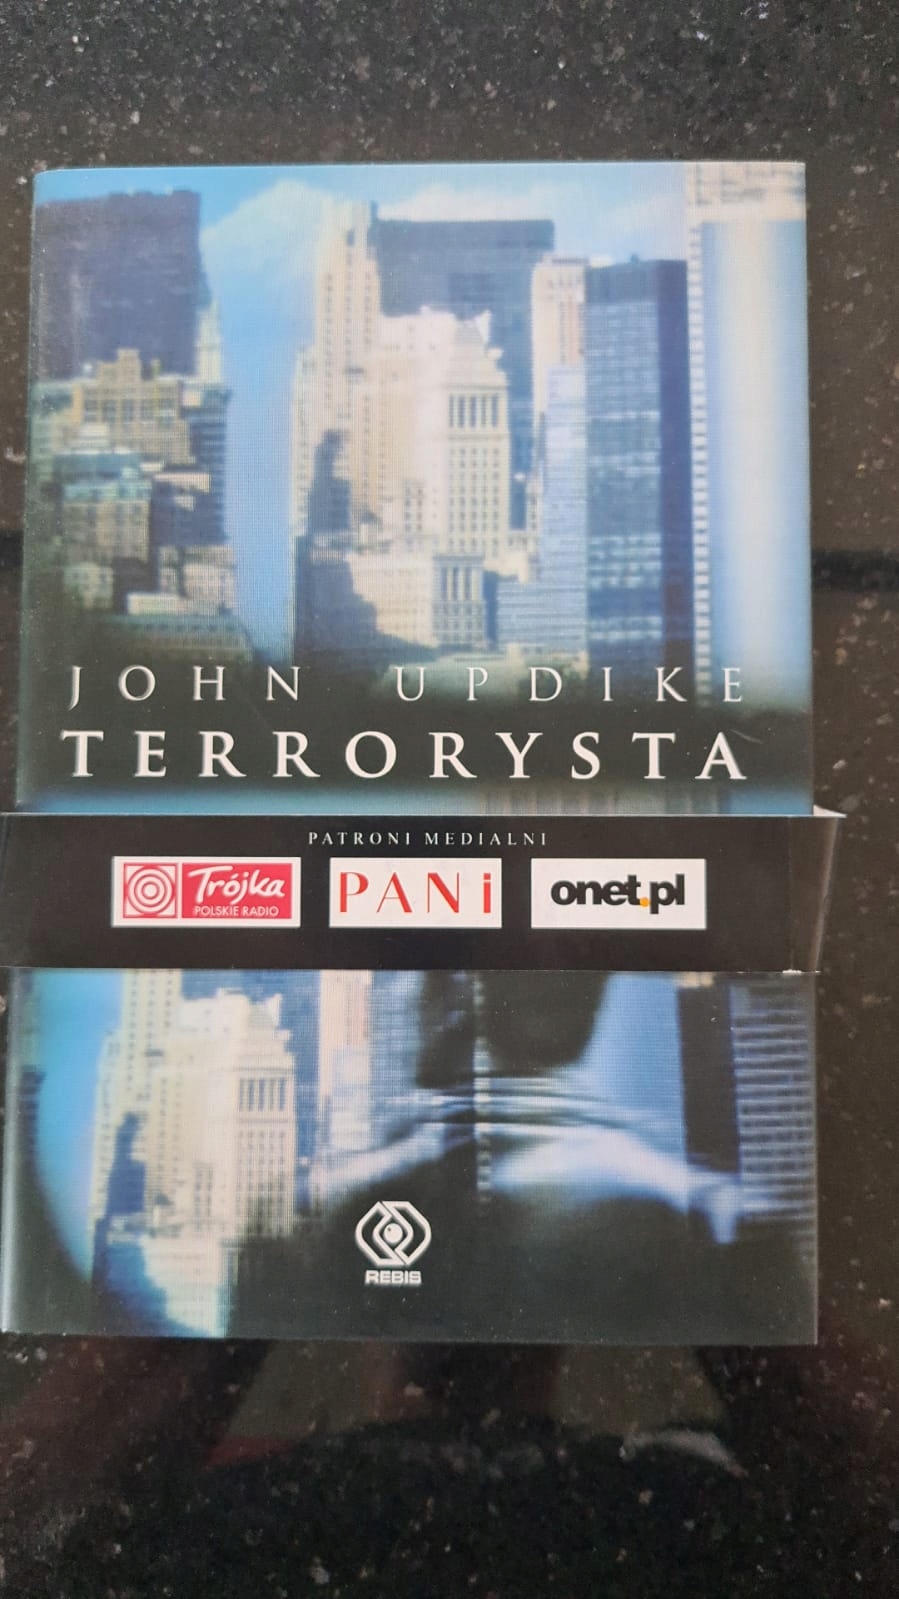 JOHN UPDIKE
TERRORYSTA
PATRONI MEDIALNI
Trójka
POLSKIE RADIO
PANi
onet.pl
REBIS